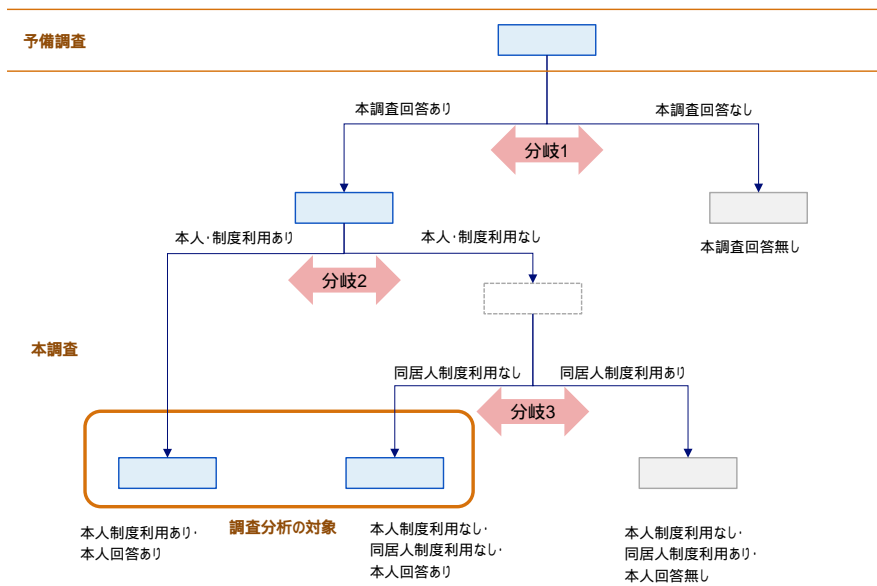 予備調査
本調査回答あり
本調査回答なし
分岐1
本調査回答無し
本人・制度利用あり
本人・制度利用なし
分岐2
本調査
同居人制度利用なし
同居人制度利用あり
分岐3
調査分析の対象
本人制度利用あり・
本人回答あり
本人制度利用なし・
同居人制度利用なし・
本人回答あり
本人制度利用なし・
同居人制度利用あり・
本人回答無し